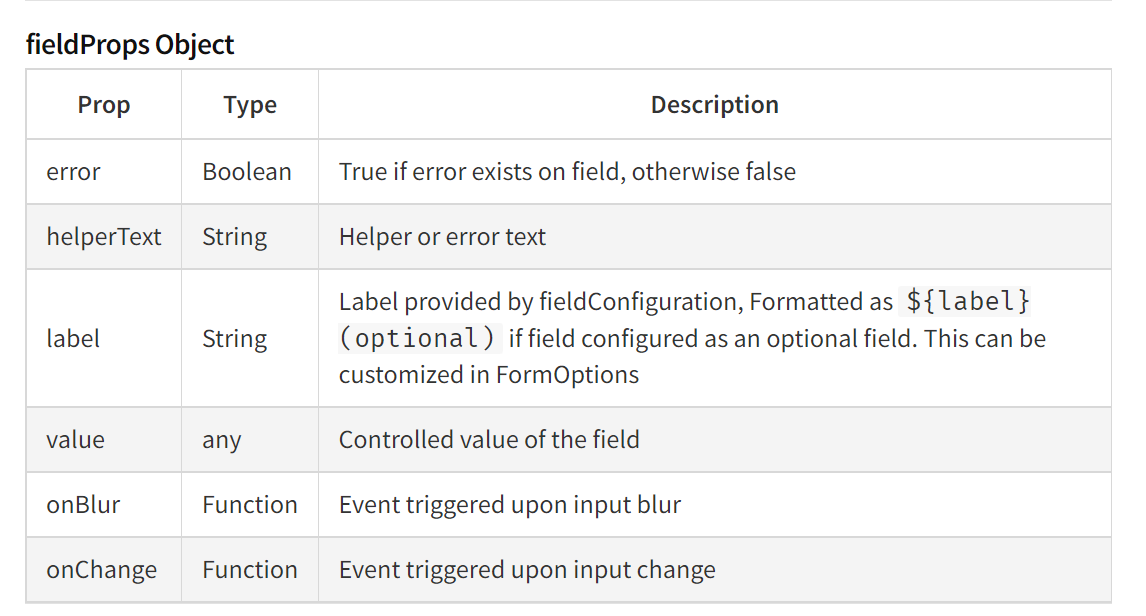 fieldProps Object
Prop Type Description
error Boolean True if error exists on field, otherwise false
helperText String Helper or error text
label String Label provided by fieldConfiguration, Formatted as ${label}
(optional) if field configured as an optional field. This can be
customized in FormOptions
value any Controlled value of the field
onBlur Function Event triggered upon input blur
onChange Function Event triggered upon input change